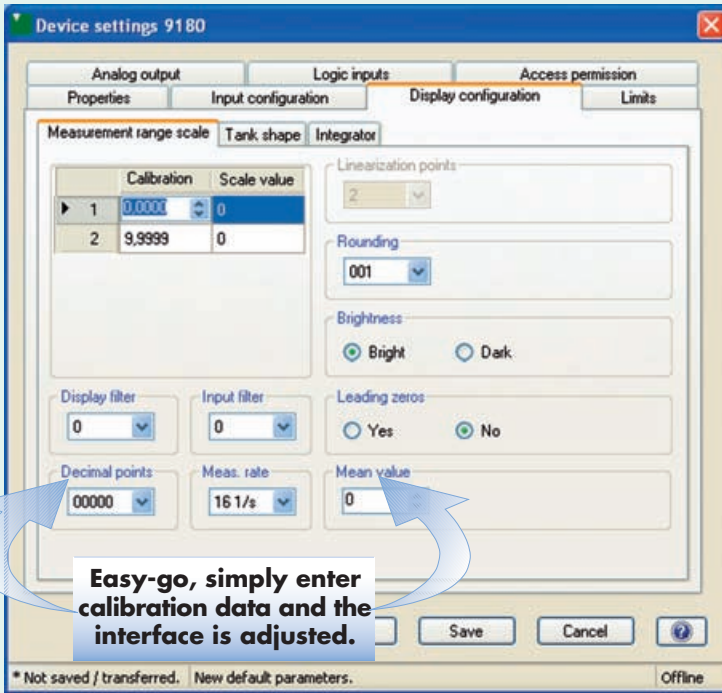 Device settings 9180
Analog output Logic inputs Access permission
Properties Input configuration Display configuration Limits
Measurement range scale Tank shape Integrator
Calibration Scale value
1 0,0000 0
2 9,9999 0
Linearization points
2
Rounding
001
Brightness
Bright Dark
Display filter Input filter Leading zeros
0 0 Yes No
Decimal points Meas. rate Mean value
00000 16 1/s 0
Easy-go, simply enter
calibration data and the
interface is adjusted.
Save Cancel ?
* Not saved / transferred. New default parameters. Offline